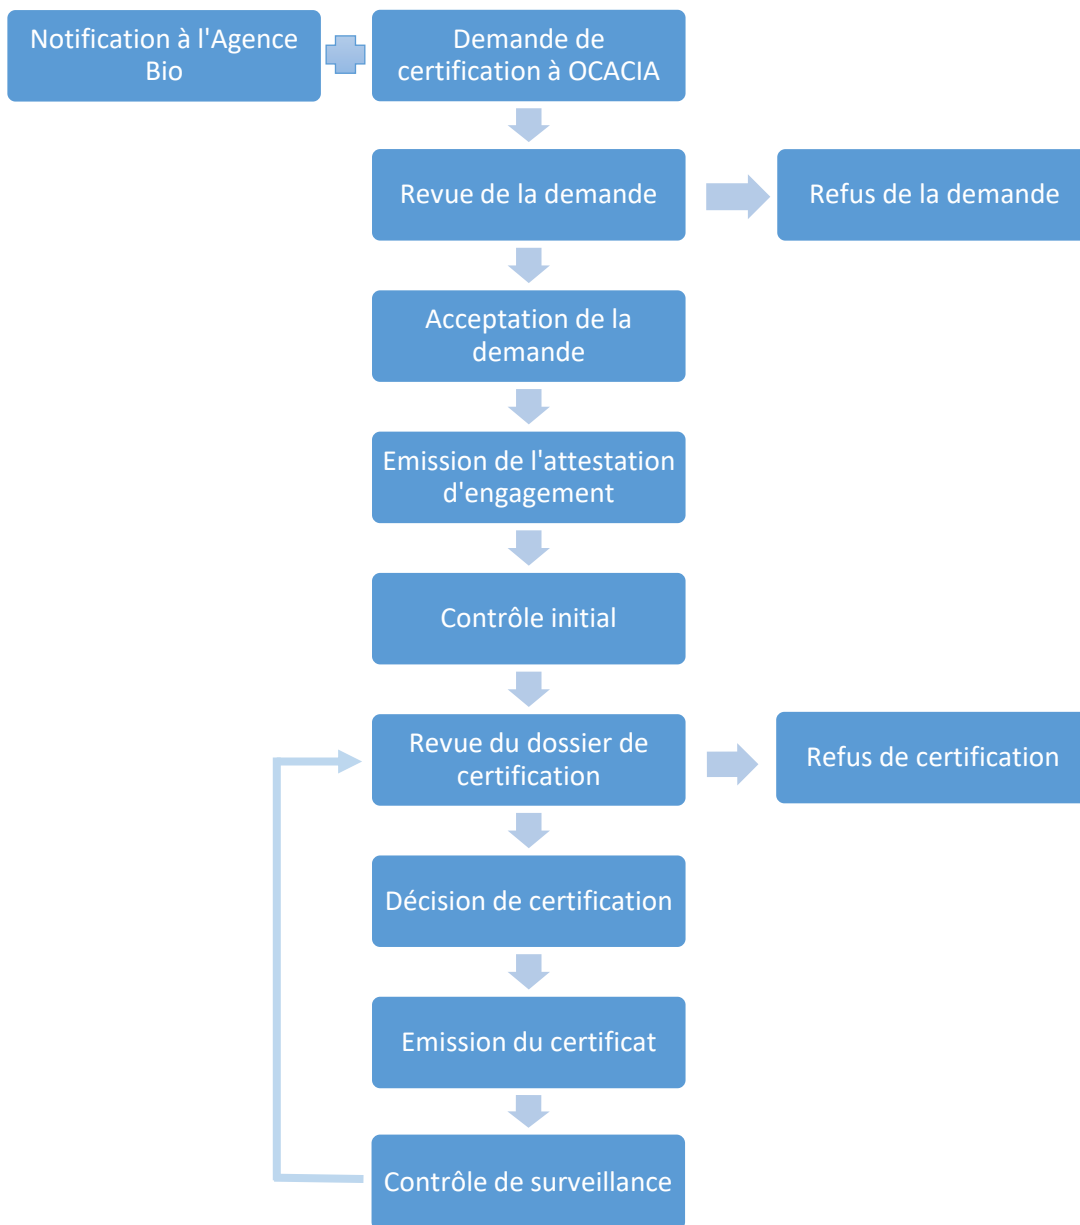 Notification à l'Agence
Bio
Demande de
certification à OCACIA
Revue de la demande
Refus de la demande
Acceptation de la
demande
Emission de l'attestation
d'engagement
Contrôle initial
Revue du dossier de
certification
Refus de certification
Décision de certification
Emission du certificat
Contrôle de surveillance